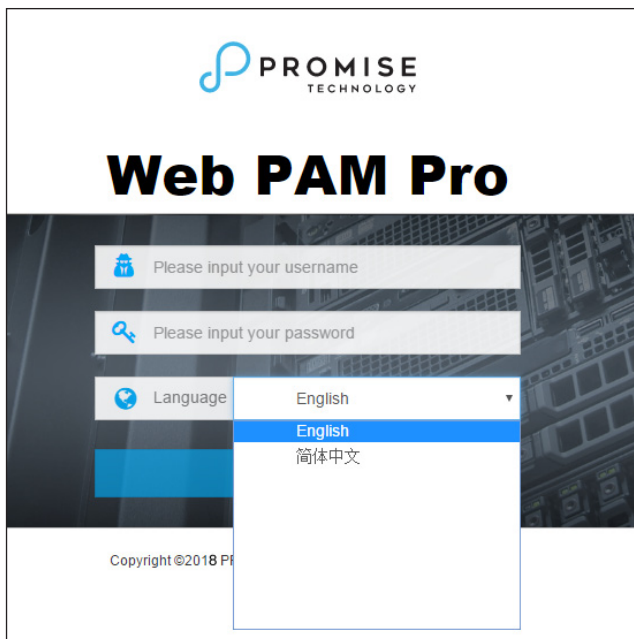 PROMISE
TECHNOLOGY
Web PAM Pro
Please input your username
Please input your password
Language English
English
简体中文
Copyright ©2018